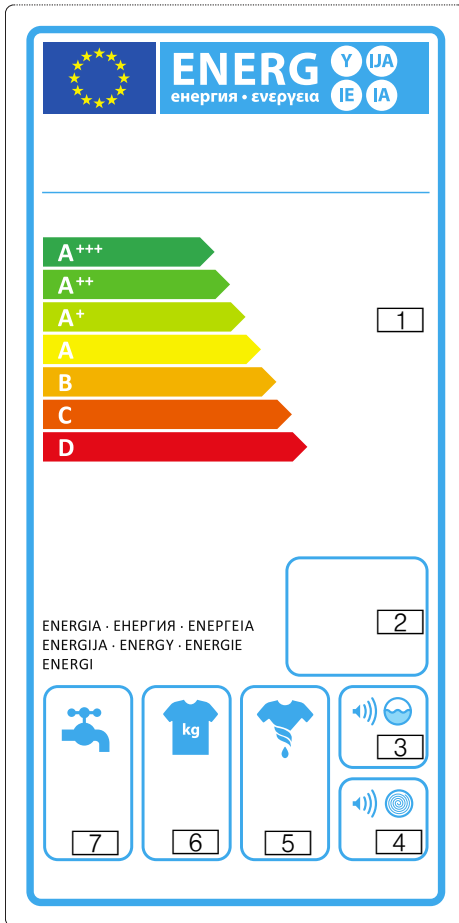 ENERG Y IJA
енергия · ενεργεια IE IA
A+++
A++
A+
1
A
B
C
D
2
ENERGIA · ЕНЕРГИЯ · ΕΝΕΡΓΕΙΑ
ENERGIJA · ENERGY · ENERGIE
ENERGI
kg
3
7
6
5
4